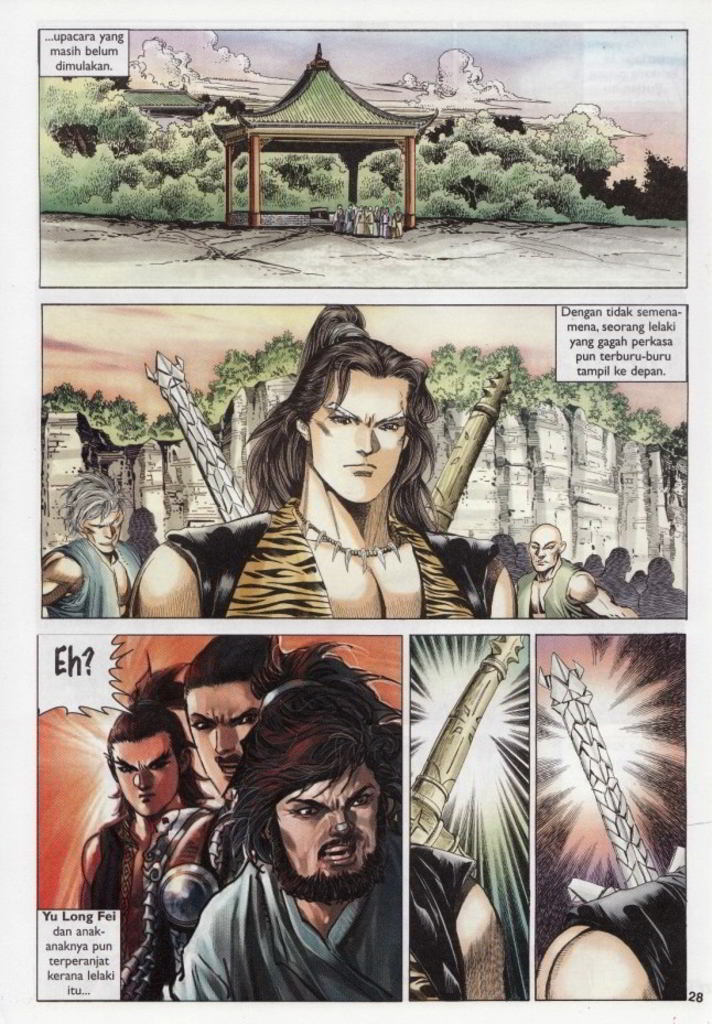 ...upacara yang
masih belum
dimulakan.
Dengan tidak semena-
mena, seorang lelaki
yang gagah perkasa
pun terburu-buru
tampil ke depan.
Eh?
Yu Long Fei
dan anak-
anaknya pun
terperanjat
kerana lelaki
itu...
28